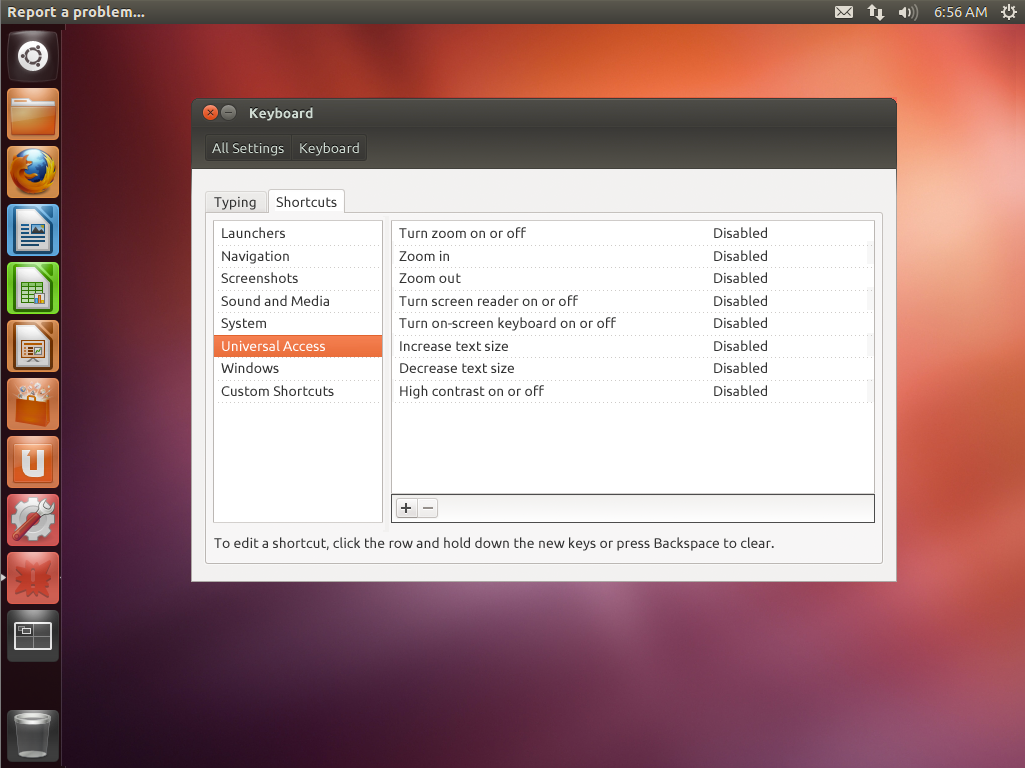 Report a problem...
6:56 AM
Keyboard
All Settings Keyboard
Typing Shortcuts
Launchers
Navigation
Screenshots
Sound and Media
System
Universal Access
Windows
Custom Shortcuts
Turn zoom on or off Disabled
Zoom in Disabled
Zoom out Disabled
Turn screen reader on or off Disabled
Turn on-screen keyboard on or off Disabled
Increase text size Disabled
Decrease text size Disabled
High contrast on or off Disabled
To edit a shortcut, click the row and hold down the new keys or press Backspace to clear.